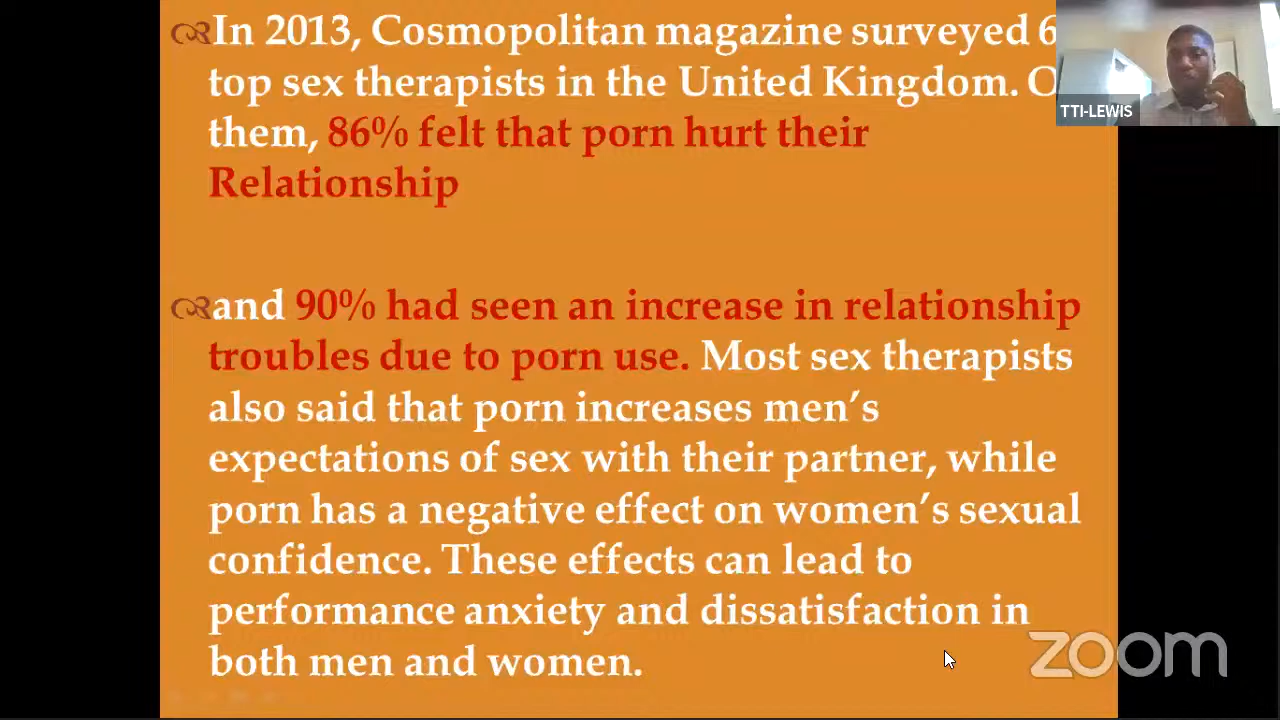 In 2013, Cosmopolitan magazine surveyed 6
top sex therapists in the United Kingdom.
them, 86% felt that porn hurt their
Relationship
and 90% had seen an increase in relationship
troubles due to porn use. Most sex therapists
also said that porn increases men's
expectations of sex with their partner, while
porn has a negative effect on women's sexual
confidence. These effects can lead to
performance anxiety and dissatisfaction in
both men and women.
TTI-LEWIS
zoom